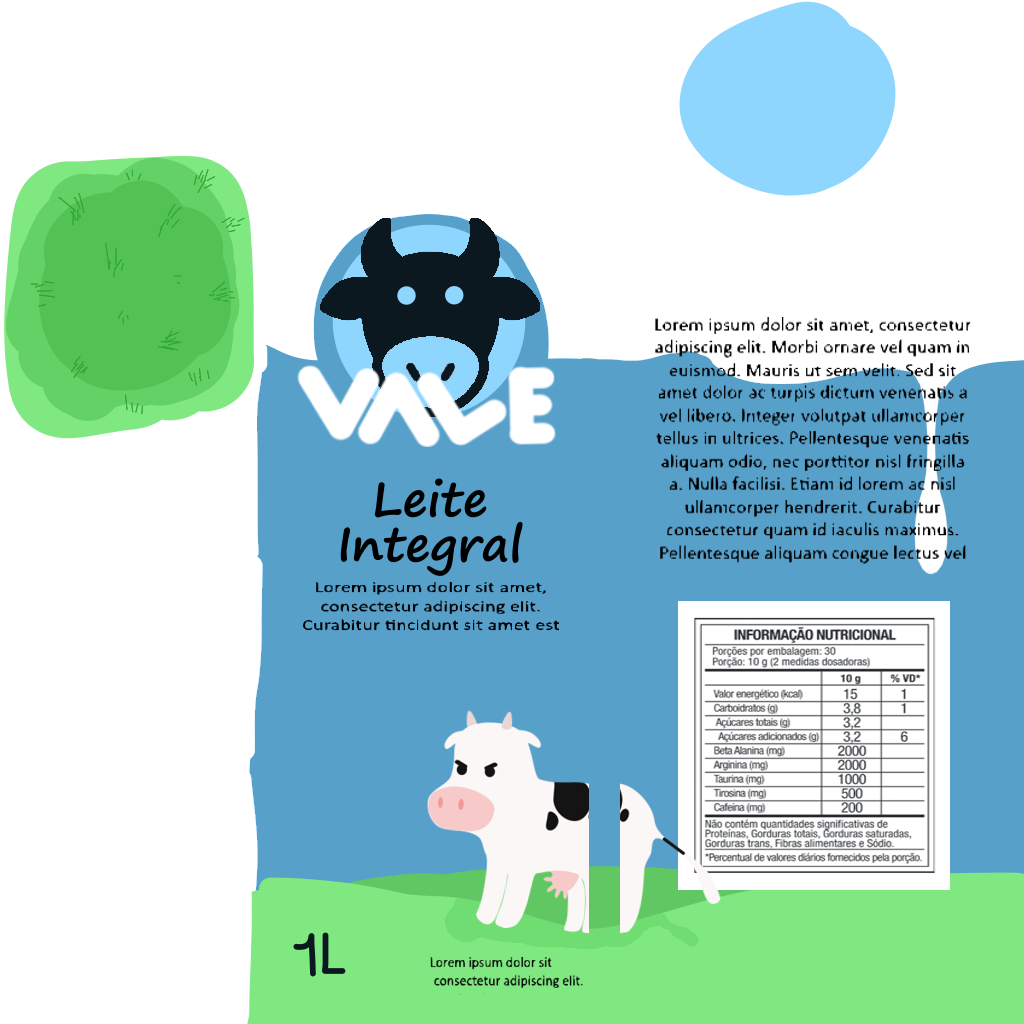 VALE
Leite
Integral
Lorem ipsum dolor sit amet,
consectetur adipiscing elit.
Curabitur tincidunt sit amet est
1L
Lorem ipsum dolor sit
consectetur adipiscing elit.
Lorem ipsum dolor sit amet, consectetur
adipiscing elit. Morbi ornare vel quam in
euismod. Mauris ut sem velit. Sed sit
amet dolor ac turpis dictum venenatis a
vel libero. Integer volutpat ullamcorper
tellus in ultrices. Pellentesque venenatis
aliquam odio, nec porttitor nisl fringilla
a. Nulla facilisi. Etiam id lorem ac nisl
ullamcorper hendrerit. Curabitur
consectetur quam id iaculis maximus.
Pellentesque aliquam congue lectus vel
INFORMAÇÃO NUTRICIONAL
Porções por embalagem: 30
Porção: 10 g (2 medidas dosadoras)
10 g % VD*
Valor energético (kcal) 15 1
Carboidratos (g) 3,8 1
Açúcares totais (g) 3,2
Açúcares adicionados (g) 3,2 6
Beta Alanina (mg) 2000
Arginina (mg) 2000
Taurina (mg) 1000
Tirosina (mg) 500
Cafeína (mg) 200
Não contém quantidades significativas de
Proteínas, Gorduras totais, Gorduras saturadas,
Gorduras trans, Fibras alimentares e Sódio.
*Percentual de valores diários fornecidos pela porção.